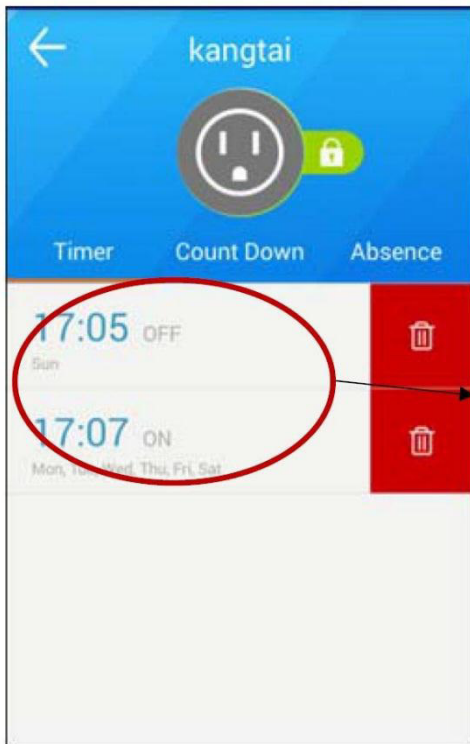 kangtai
Timer Count Down Absence
17:05 OFF
Sun
17:07 ON
Mon, Tue, Wed, Thu, Fri, Sat